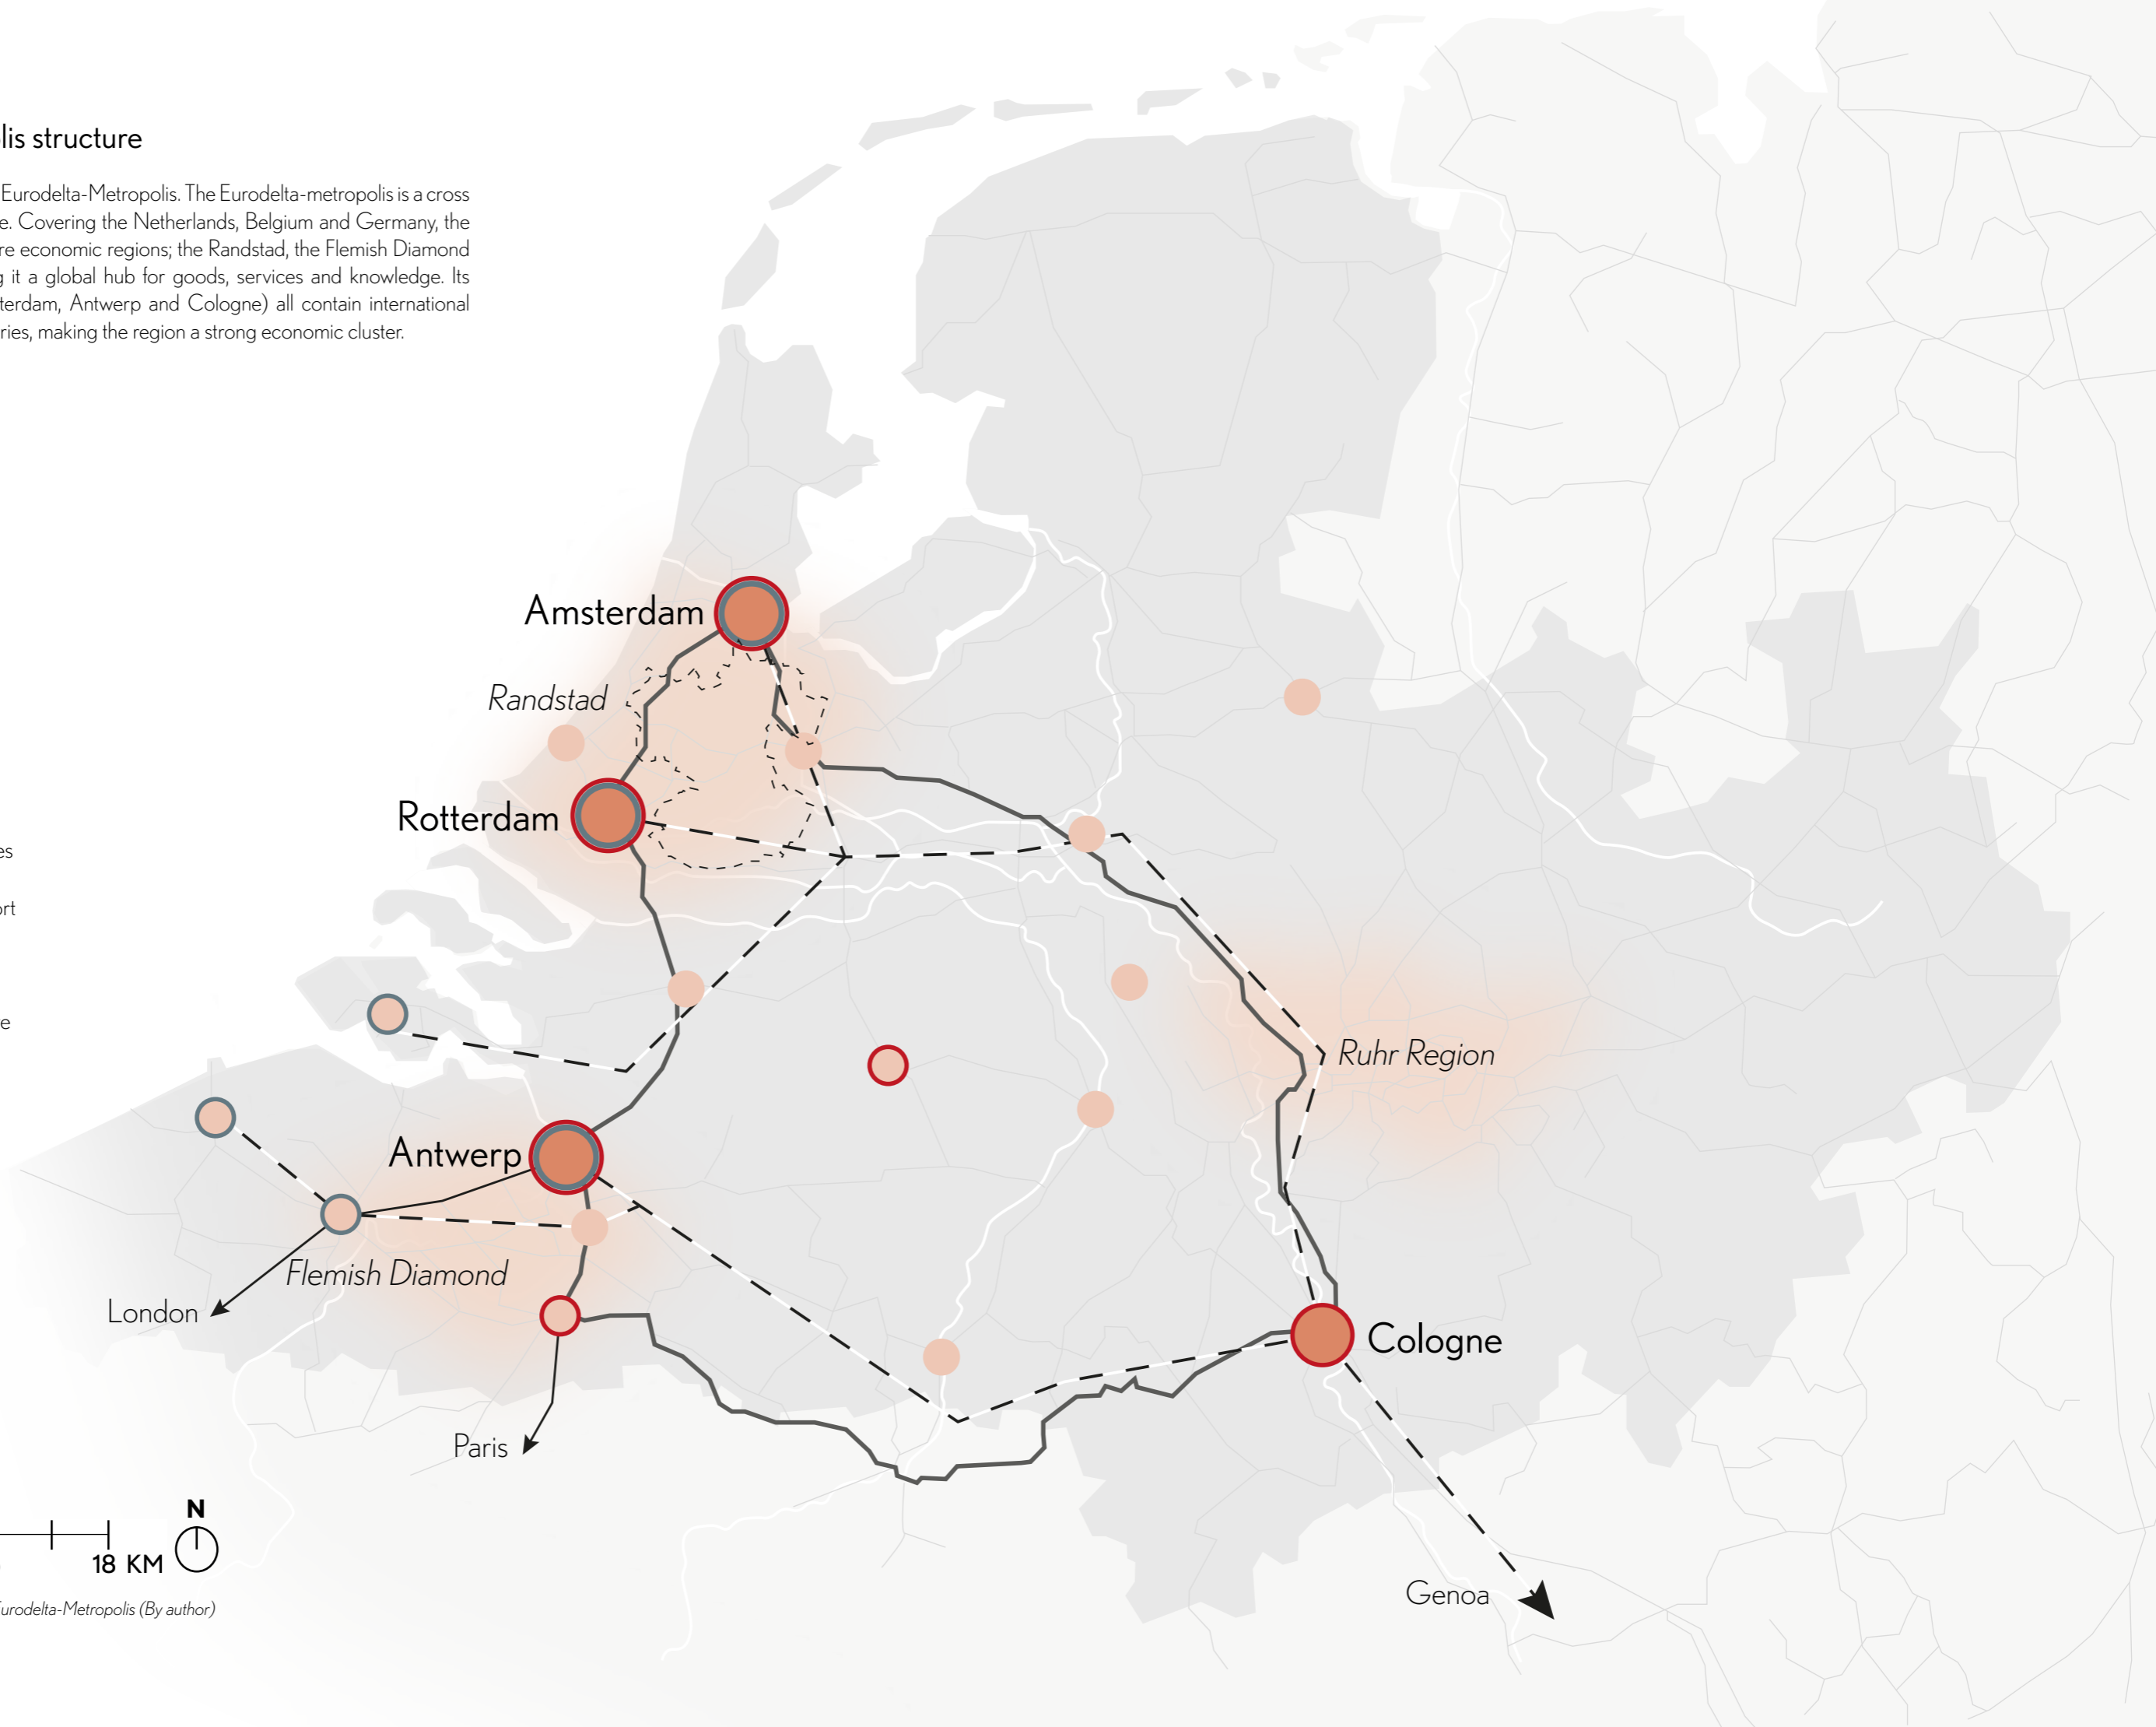 lis structure
Eurodelta-Metropolis. The Eurodelta-metropolis is a cross
e. Covering the Netherlands, Belgium and Germany, the
re economic regions; the Randstad, the Flemish Diamond
g it a global hub for goods, services and knowledge. Its
terdam, Antwerp and Cologne) all contain international
ries, making the region a strong economic cluster.
Amsterdam
Randstad
Rotterdam
es
ort
e
Ruhr Region
Antwerp
Flemish Diamond
London
Cologne
Paris
N
18 KM
Genoa
urodelta-Metropolis (By author)